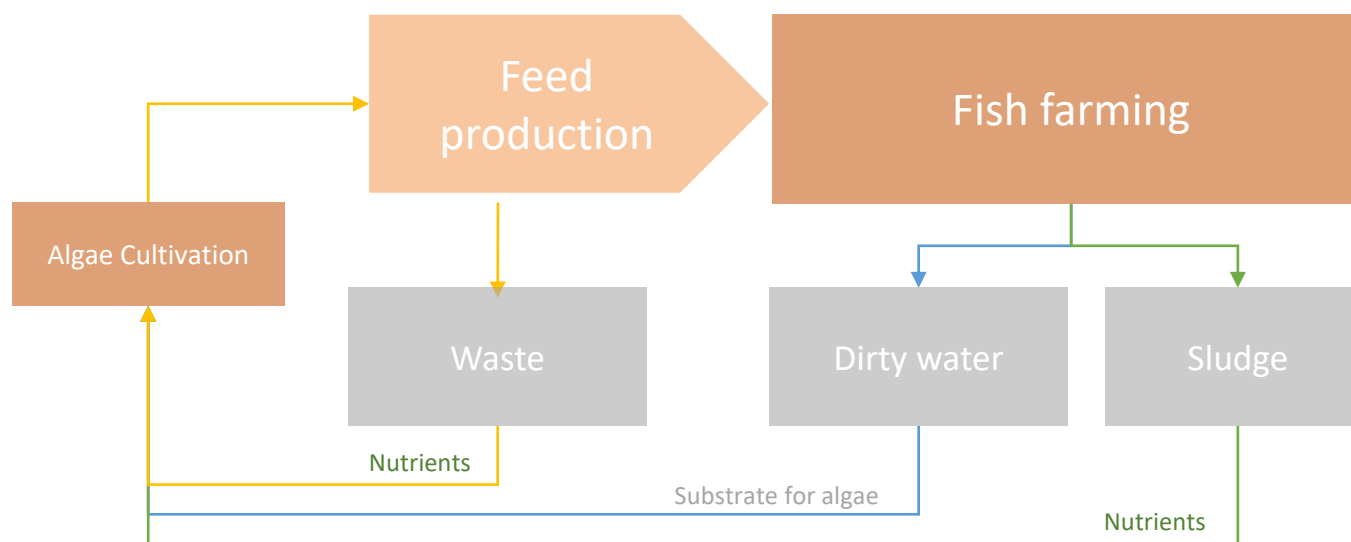 Feed
production
Fish farming
Algae Cultivation
Waste
Dirty water
Sludge
Nutrients
Substrate for algae
Nutrients